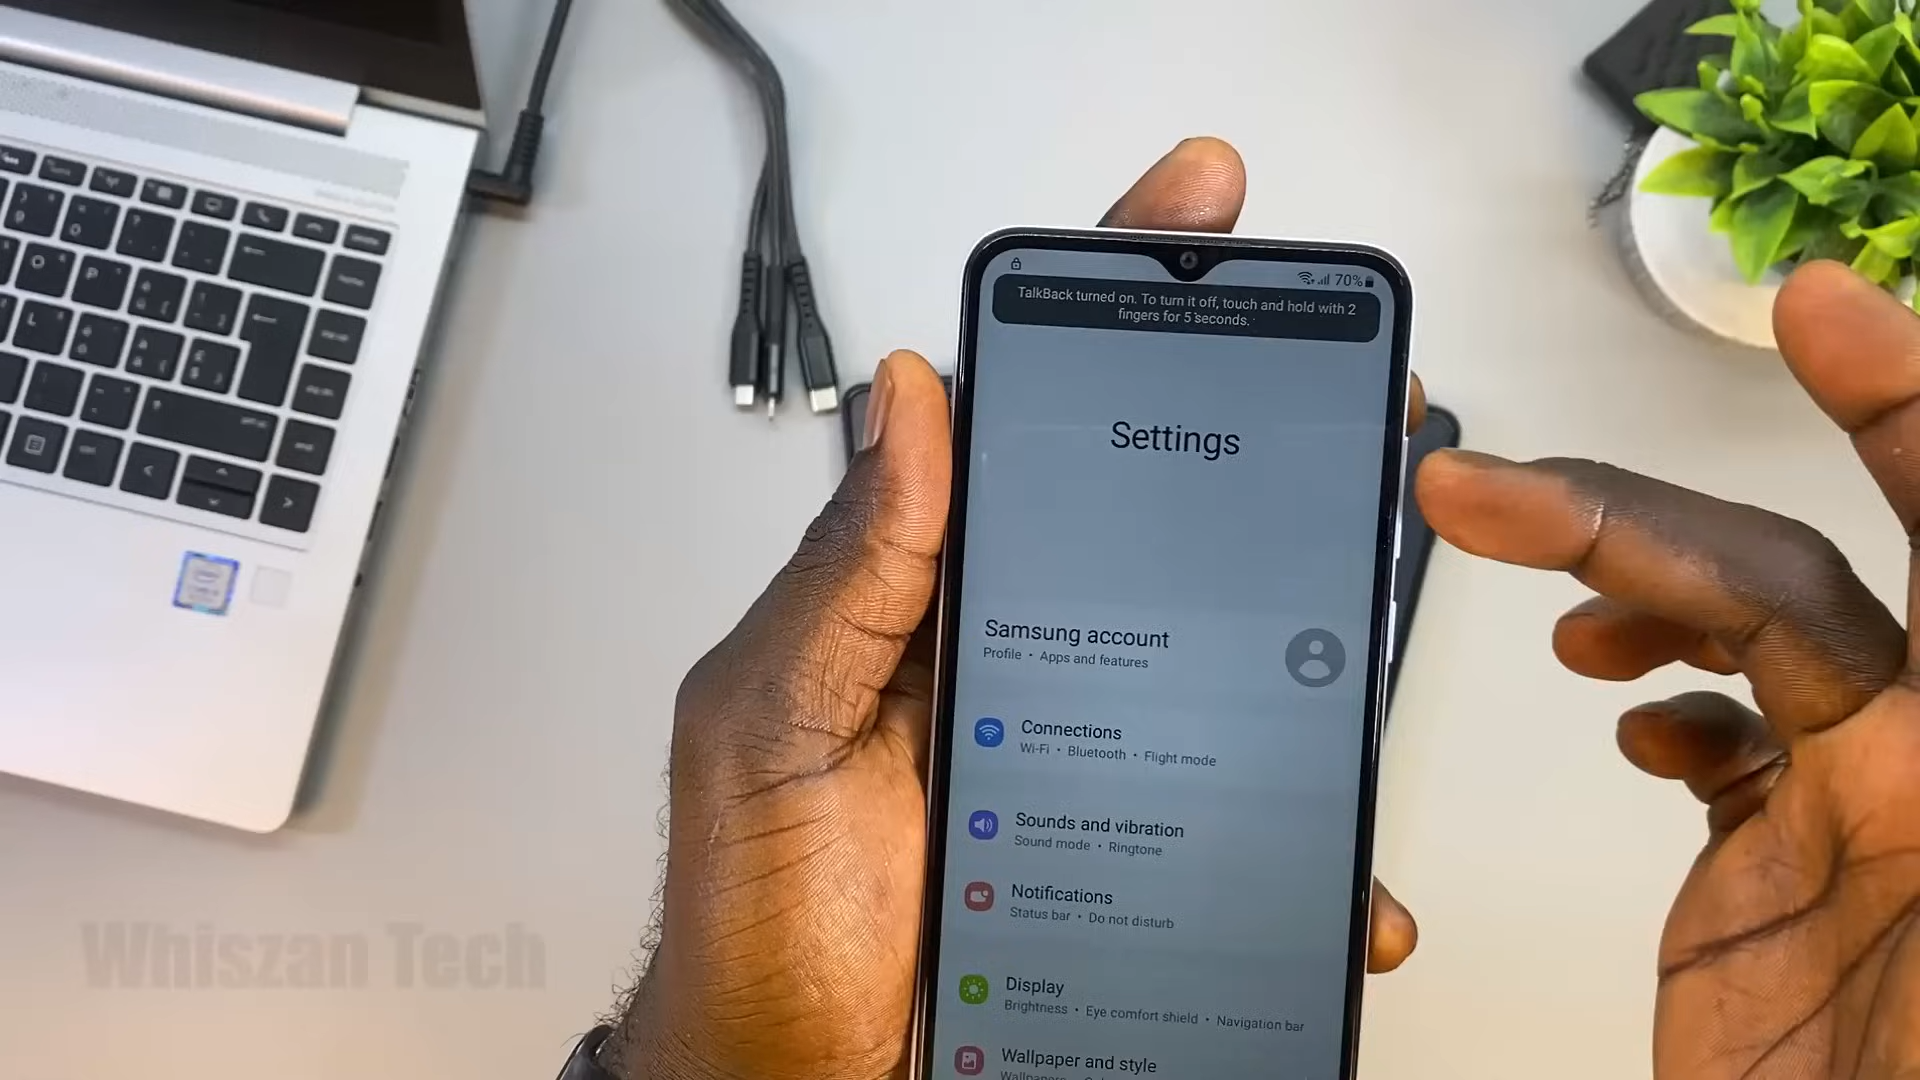 70%
TalkBack turned on. To turn it off, touch and hold with 2
fingers for 5 seconds.
Settings
Samsung account
Profile • Apps and features
Connections
Wi-Fi • Bluetooth • Flight mode
Sounds and vibration
Sound mode • Ringtone
Notifications
Status bar • Do not disturb
Display
Brightness • Eye comfort shield • Navigation bar
Wallpaper and style
O
P
L
Whiszan Tech